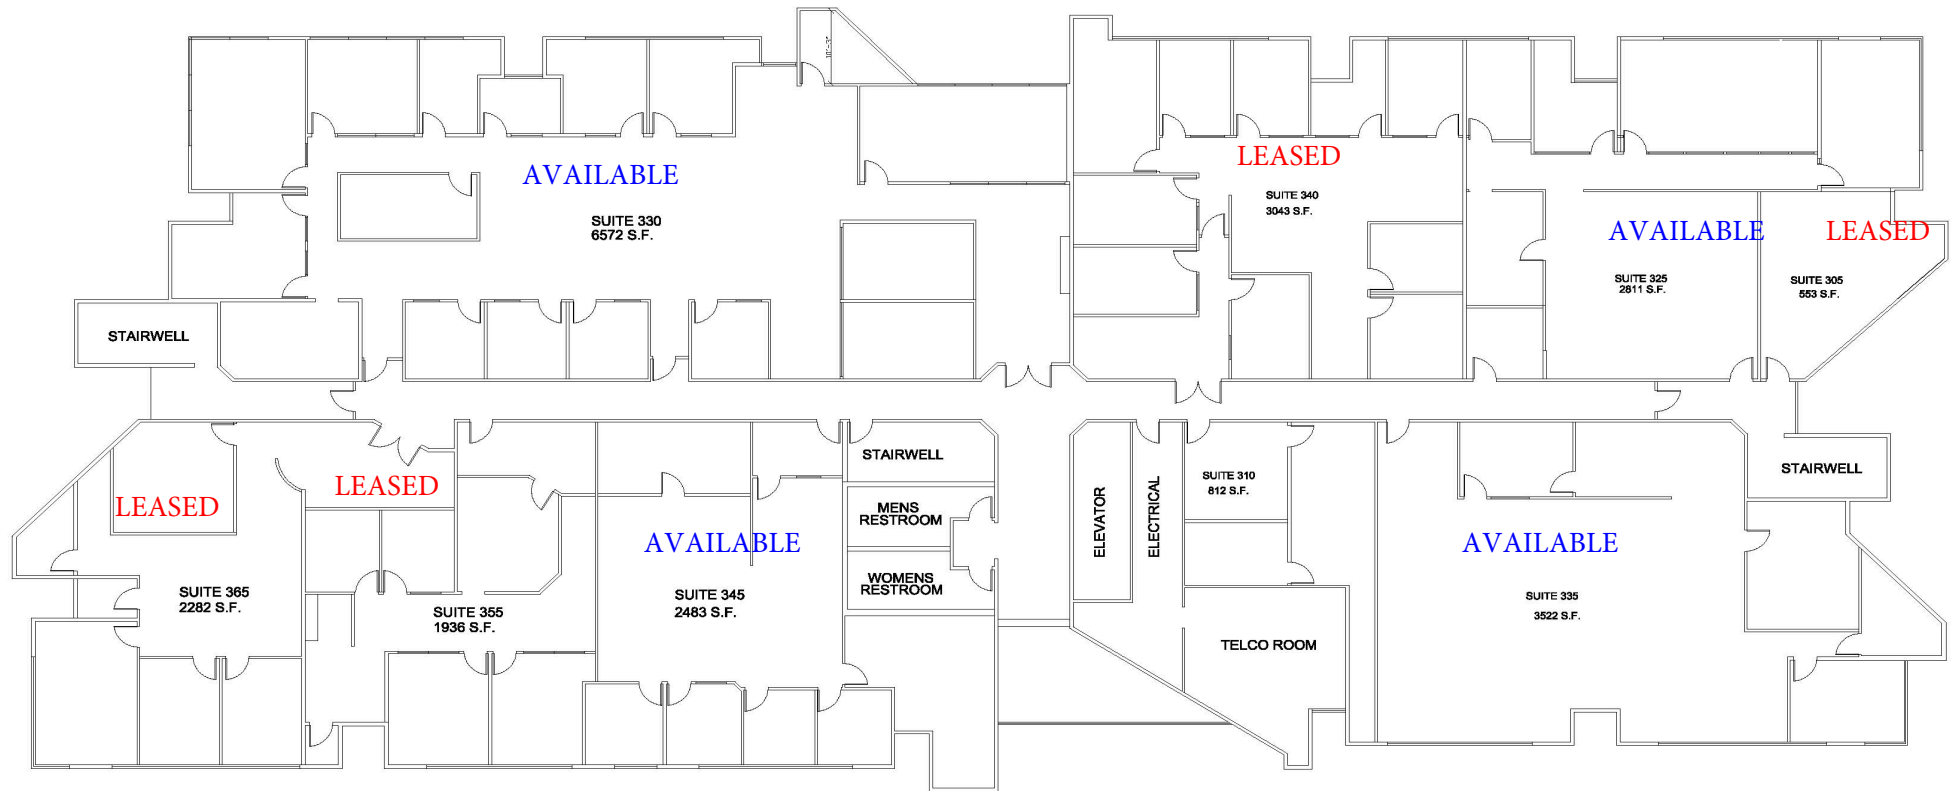 AVAILABLE
SUITE 330
6572 S.F.
LEASED
SUITE 340
3043 S.F.
AVAILABLE
SUITE 325
2811 S.F.
LEASED
SUITE 305
553 S.F.
STAIRWELL
LEASED
SUITE 365
2282 S.F.
LEASED
SUITE 355
1936 S.F.
AVAILABLE
SUITE 345
2483 S.F.
STAIRWELL
MENS
RESTROOM
WOMENS
RESTROOM
ELEVATOR
ELECTRICAL
SUITE 310
812 S.F.
TELCO ROOM
AVAILABLE
SUITE 335
3522 S.F.
STAIRWELL